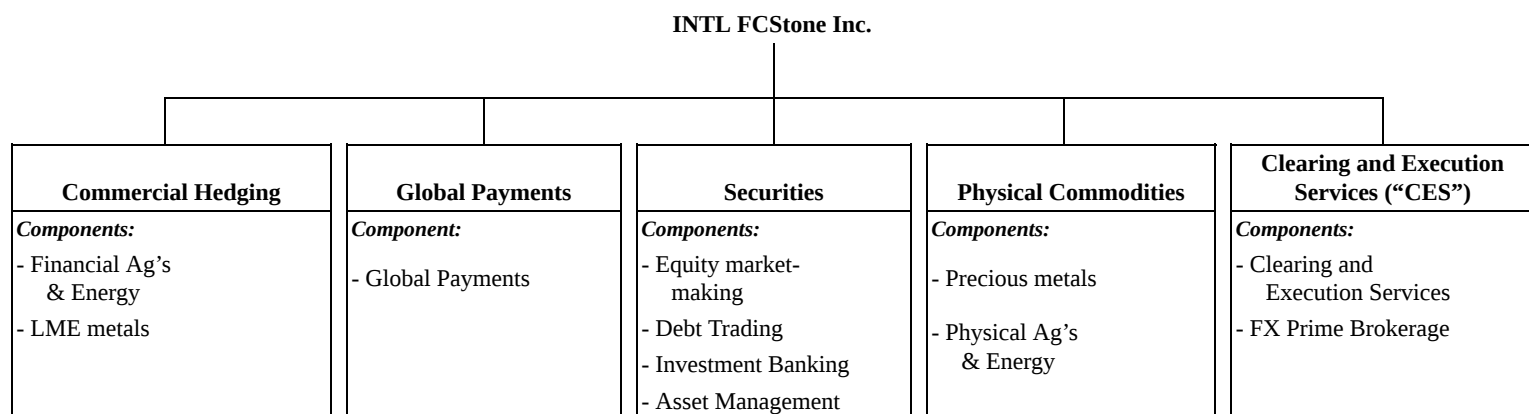 INTL FCStone Inc.
Commercial Hedging
Components:
- Financial Ag’s
& Energy
- LME metals
Global Payments
Component:
- Global Payments
Securities
Components:
- Equity market-
making
- Debt Trading
- Investment Banking
- Asset Management
Physical Commodities
Components:
- Precious metals
- Physical Ag’s
& Energy
Clearing and Execution
Services (“CES”)
Components:
- Clearing and
Execution Services
- FX Prime Brokerage